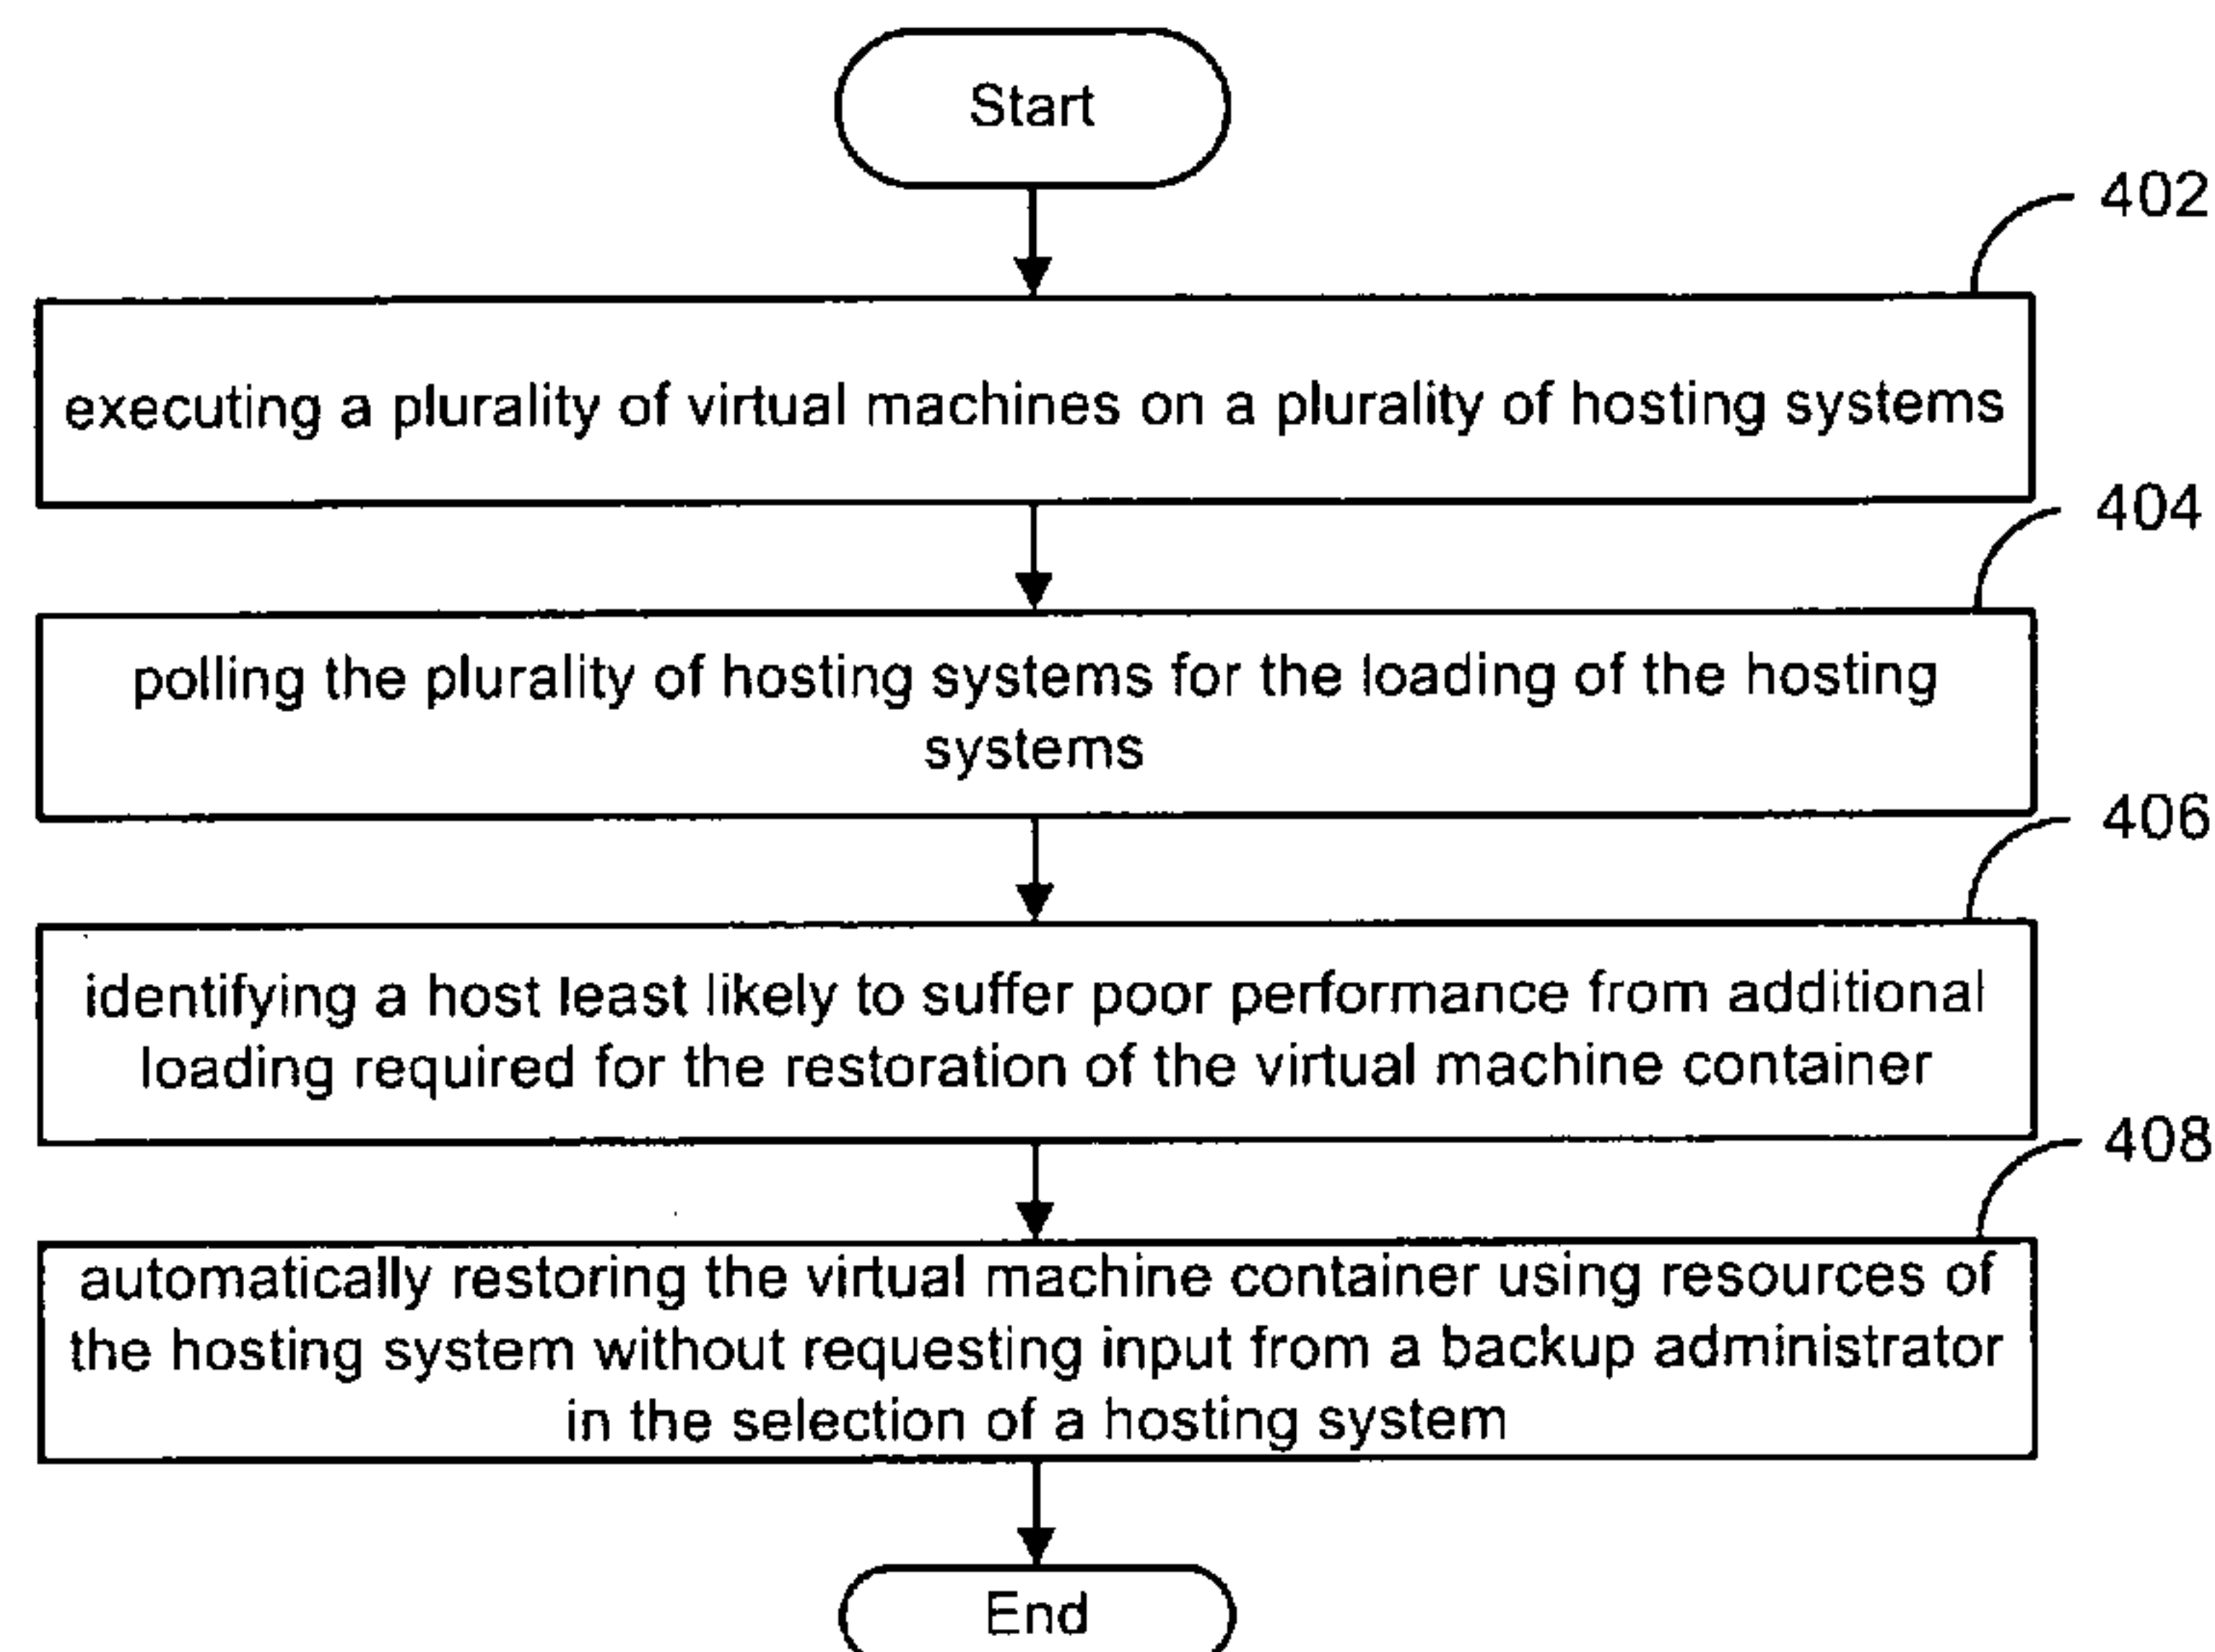 Start
402
executing a plurality of virtual machines on a plurality of hosting systems
404
polling the plurality of hosting systems for the loading of the hosting
systems
406
identifying a host least likely to suffer poor performance from additional
loading required for the restoration of the virtual machine container
408
automatically restoring the virtual machine container using resources of
the hosting system without requesting input from a backup administrator
in the selection of a hosting system
End